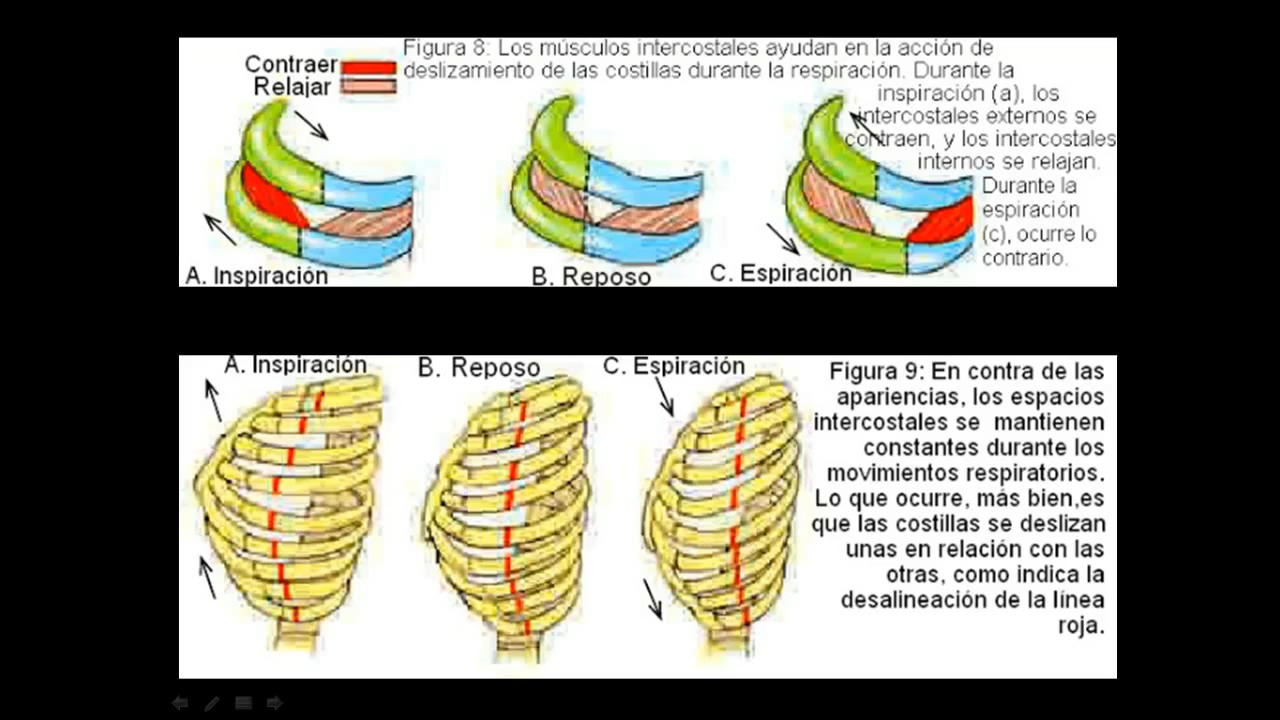 Contraer
Relajar
Figura 8: Los músculos intercostales ayudan en la acción de
deslizamiento de las costillas durante la respiración. Durante la
inspiración (a), los
intercostales externos se
contraen, y los intercostales
internos se relajan.
Durante la
espiración
(c), ocurre lo
contrario.
A. Inspiración
B. Reposo
C. Espiración
A. Inspiración
B. Reposo
C. Espiración
Figura 9: En contra de las
apariencias, los espacios
intercostales se mantienen
constantes durante los
movimientos respiratorios.
Lo que ocurre, más bien,es
que las costillas se deslizan
unas en relación con las
otras, como indica la
desalineación de la línea
roja.